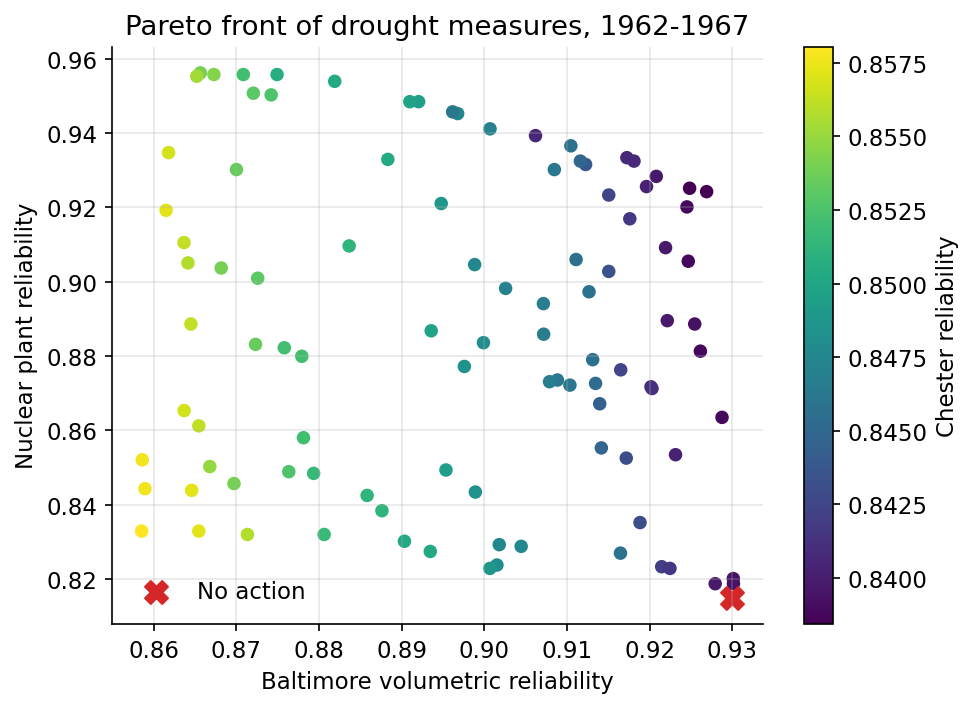 Pareto front of drought measures, 1962-1967
Nuclear plant reliability
0.96
0.94
0.92
0.90
0.88
0.86
0.84
0.82
No action
0.86 0.87 0.88 0.89 0.90 0.91 0.92 0.93
Baltimore volumetric reliability
0.8575
0.8550
0.8525
0.8500
0.8475
0.8450
0.8425
0.8400
Chester reliability